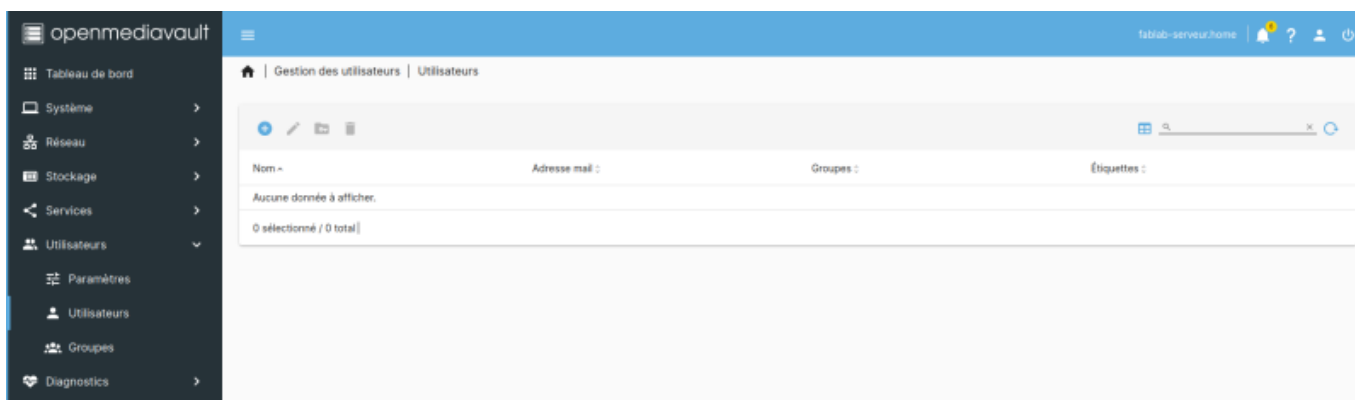 openmediavault
fablab-serveur.home
?
Tableau de bord
Gestion des utilisateurs | Utilisateurs
Système
Réseau
Nom
Adresse mail
Groupes
Étiquettes
Stockage
Aucune donnée à afficher.
Services
0 sélectionné / 0 total
Utilisateurs
Paramètres
Utilisateurs
Groupes
Diagnostics